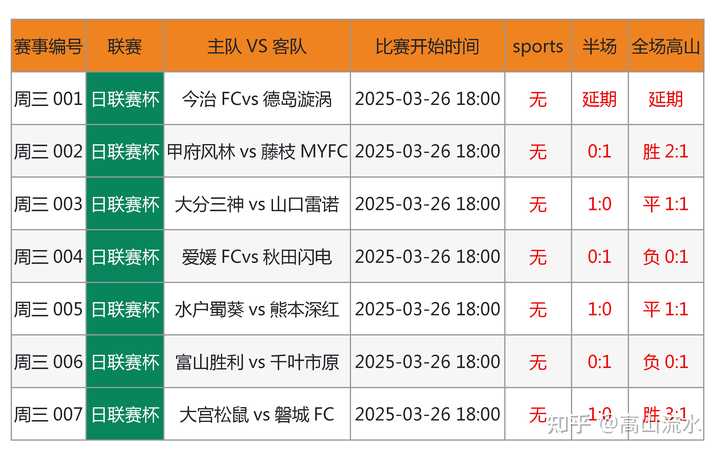 赛事编号 联赛 主队 VS 客队 比赛开始时间 sports 半场 全场高山
周三 001 日联赛杯 今治 FCvs 德岛漩涡 2025-03-26 18:00 无 延期 延期
周三 002 日联赛杯 甲府风林 vs 藤枝 MYFC 2025-03-26 18:00 无 0:1 胜 2:1
周三 003 日联赛杯 大分三神 vs 山口雷诺 2025-03-26 18:00 无 1:0 平 1:1
周三 004 日联赛杯 爱媛 FCvs 秋田闪电 2025-03-26 18:00 无 0:1 负 0:1
周三 005 日联赛杯 水户蜀葵 vs 熊本深红 2025-03-26 18:00 无 1:0 平 1:1
周三 006 日联赛杯 富山胜利 vs 千叶市原 2025-03-26 18:00 无 0:1 负 0:1
周三 007 日联赛杯 大宫松鼠 vs 磐城 FC 2025-03-26 18:00 无 1:0 胜 3:1
知乎 @高山流水